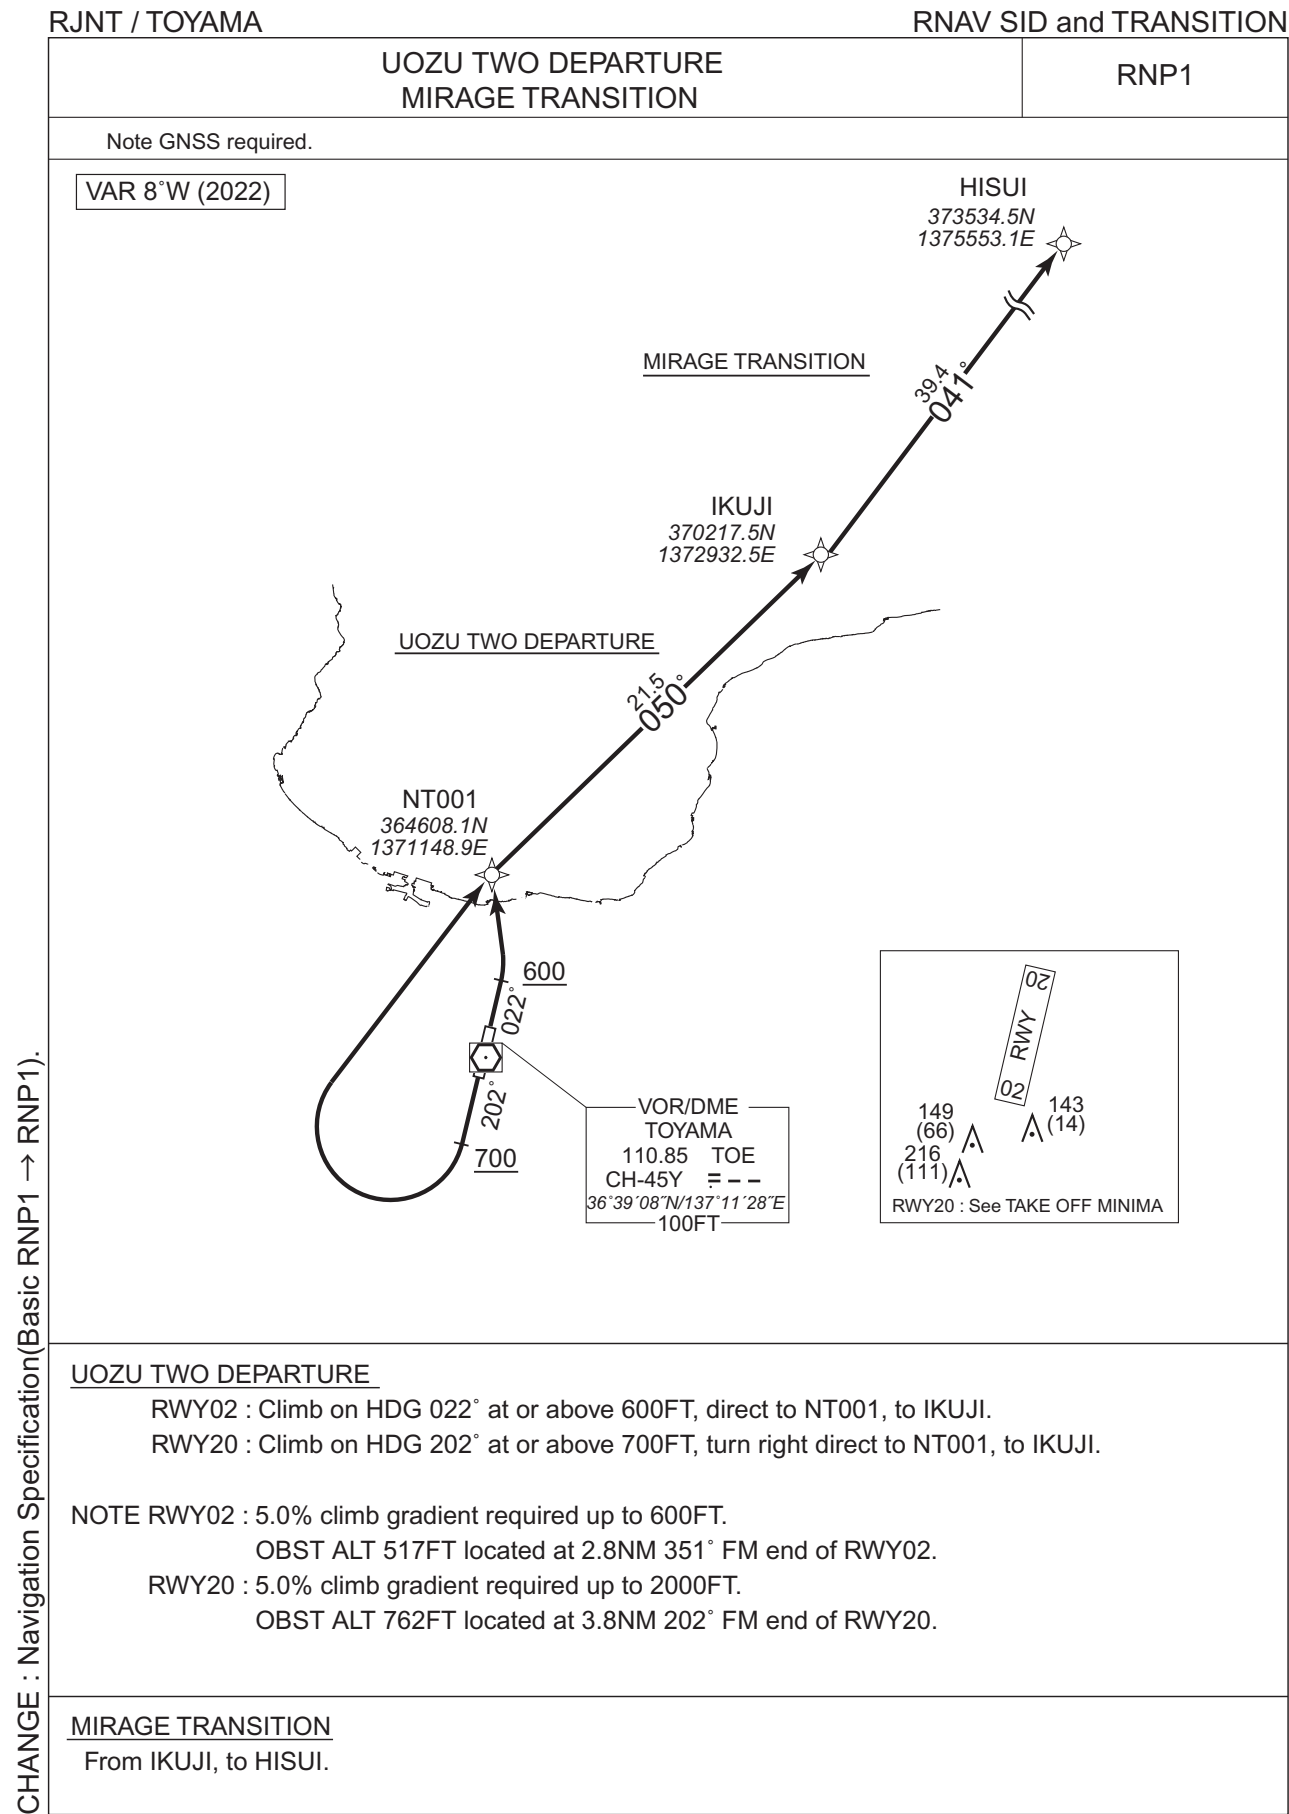 RJNT / TOYAMA
RNAV SID and TRANSITION
UOZU TWO DEPARTURE
MIRAGE TRANSITION
RNP1
Note GNSS required.
VAR 8˚W (2022)
HISUI
373534.5N
1375553.1E
MIRAGE TRANSITION
39.4
041˚
IKUJI
370217.5N
1372932.5E
UOZU TWO DEPARTURE
21.5
050˚
NT001
364608.1N
1371148.9E
600
022˚
202˚
700
VOR/DME
TOYAMA
110.85 TOE
CH-45Y
36˚39´08˝N/137˚11´28˝E
100FT
20
RWY
02
149
(66)
143
(14)
216
(111)
RWY20 : See TAKE OFF MINIMA
UOZU TWO DEPARTURE
RWY02 : Climb on HDG 022˚ at or above 600FT, direct to NT001, to IKUJI.
RWY20 : Climb on HDG 202˚ at or above 700FT, turn right direct to NT001, to IKUJI.
NOTE RWY02 : 5.0% climb gradient required up to 600FT.
OBST ALT 517FT located at 2.8NM 351˚ FM end of RWY02.
RWY20 : 5.0% climb gradient required up to 2000FT.
OBST ALT 762FT located at 3.8NM 202˚ FM end of RWY20.
MIRAGE TRANSITION
From IKUJI, to HISUI.
CHANGE : Navigation Specification(Basic RNP1 → RNP1).